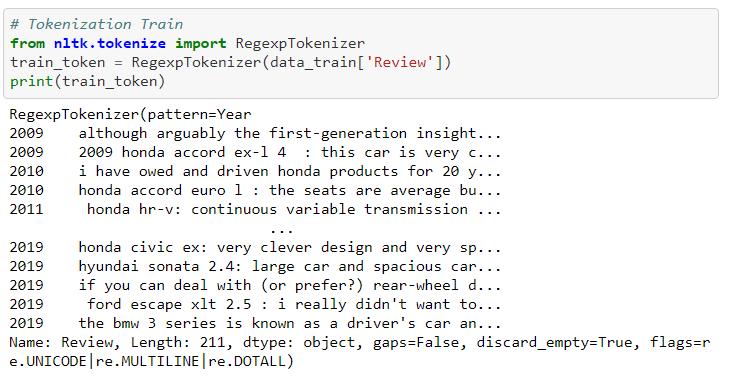 # Tokenization Train
from nltk.tokenize import RegexpTokenizer
train_token = RegexpTokenizer(data_train['Review'])
print(train_token)
RegexpTokenizer(pattern=Year
2009    although arguably the first-generation insight...
2009    2009 honda accord ex-l 4  : this car is very c...
2010    i have owed and driven honda products for 20 y...
2010    honda accord euro l : the seats are average bu...
2011     honda hr-v: continuous variable transmission ...
                              ...
2019    honda civic ex: very clever design and very sp...
2019    hyundai sonata 2.4: large car and spacious car...
2019    if you can deal with (or prefer?) rear-wheel d...
2019     ford escape xlt 2.5 : i really didn't want to...
2019    the bmw 3 series is known as a driver's car an...
Name: Review, Length: 211, dtype: object, gaps=False, discard_empty=True, flags=r
e.UNICODE|re.MULTILINE|re.DOTALL)